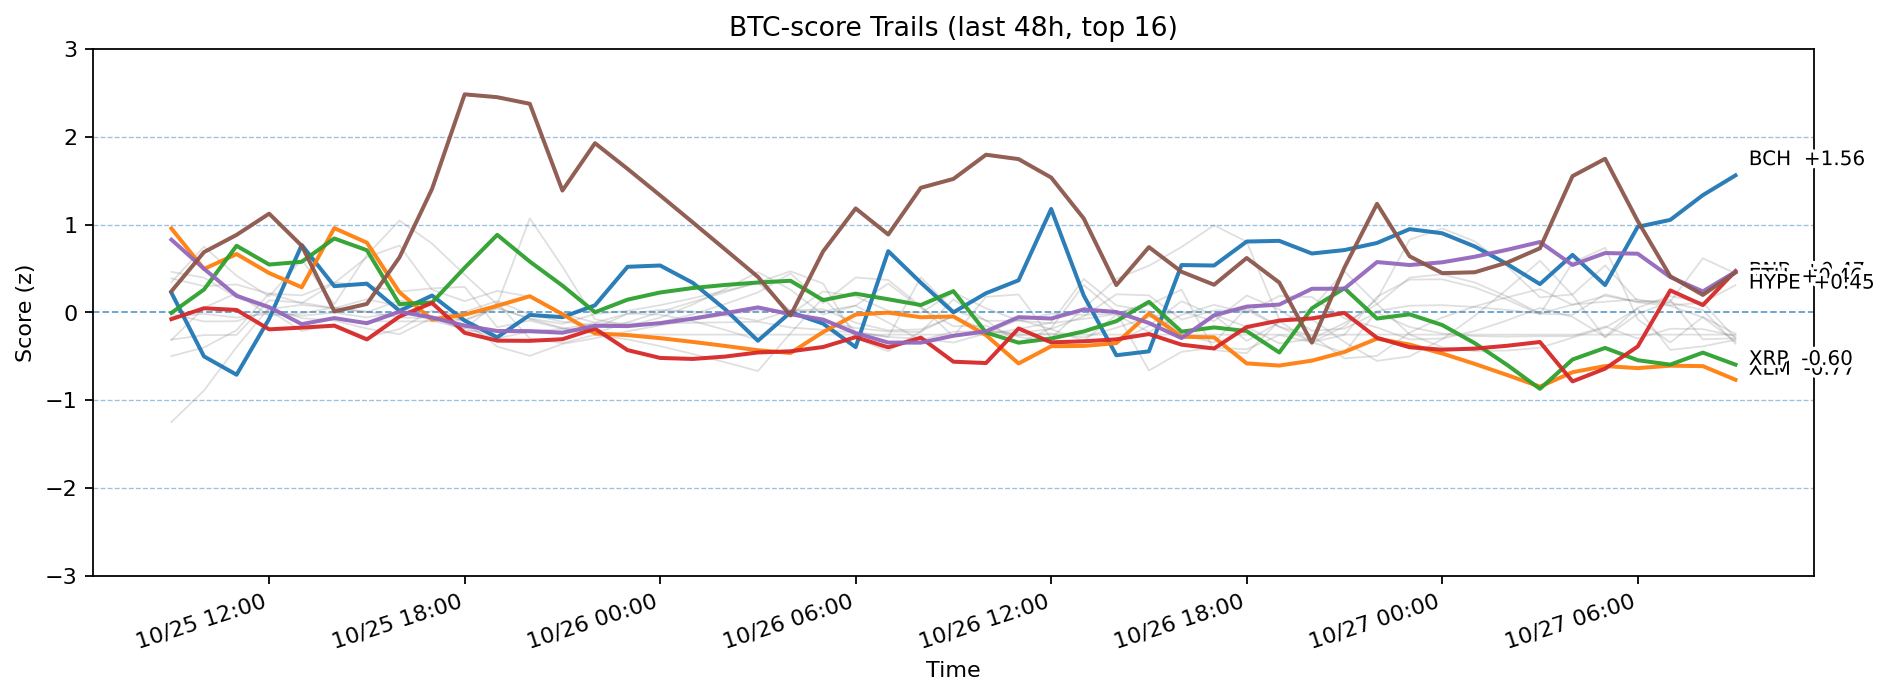 BTC-score Trails (last 48h, top 16)
Score (z)
3
2
1
0
−1
−2
−3
BCH +1.56
HYPE +0.45
XRP -0.60
XLM -0.77
10/25 12:00
10/25 18:00
10/26 00:00
10/26 06:00
10/26 12:00
10/26 18:00
10/27 00:00
10/27 06:00
Time